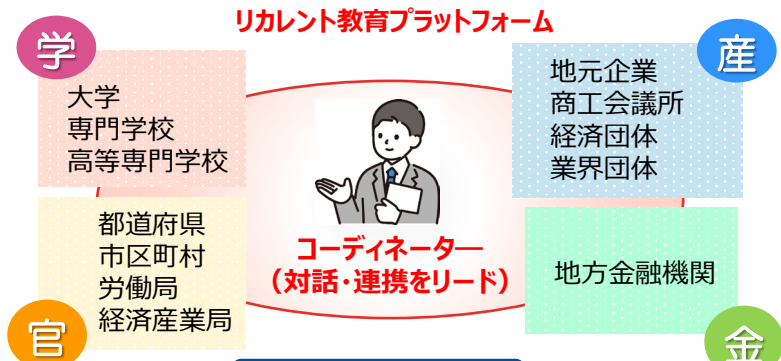 リカレント教育プラットフォーム
学
大学
専門学校
高等専門学校
産
地元企業
商工会議所
経済団体
業界団体
官
都道府県
市区町村
労働局
経済産業局
コーディネーター
（対話・連携をリード）
地方金融機関
金